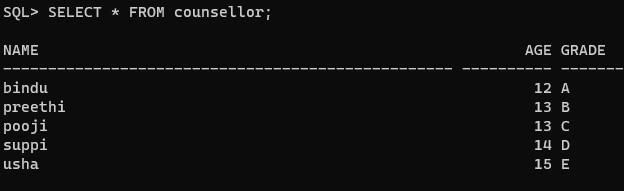 SQL> SELECT * FROM counsellor;
NAME AGE GRADE
-------------------------------------------------- ---------- -------
bindu 12 A
preethi 13 B
pooji 13 C
suppi 14 D
usha 15 E